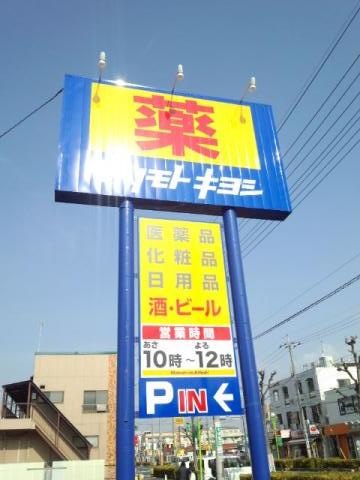 薬
マツモト キヨシ
医薬品
化粧品
日用品
酒・ビール
営業時間
あさ よる
10時～12時
P IN ←